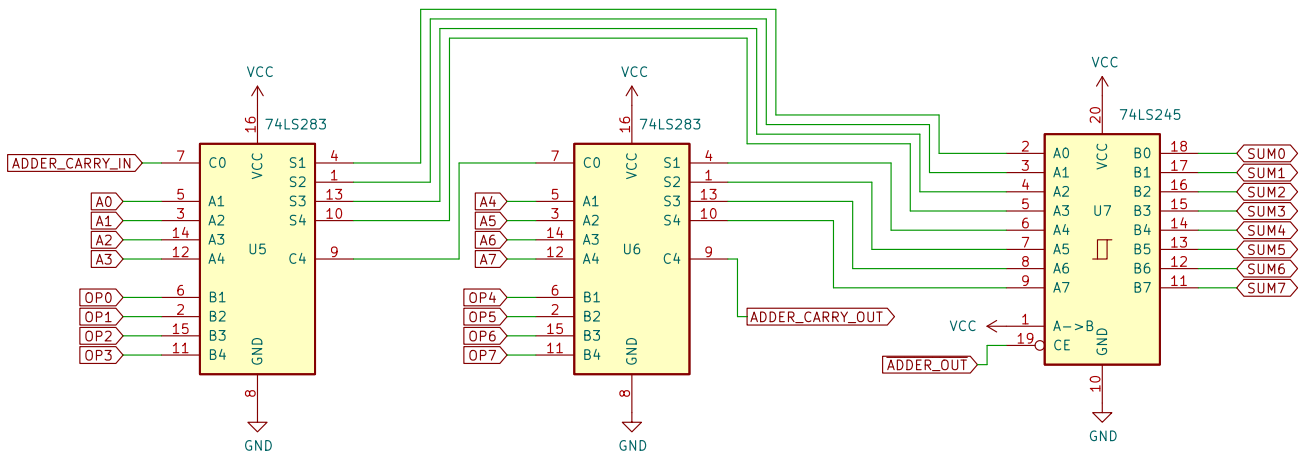 VCC
16
74LS283
ADDER_CARRY_IN
7
C0
VCC
S1
4
S2
1
A0
5
A1
S3
13
A1
3
A2
S4
10
A2
14
A3
U5
A3
12
A4
C4
9
OP0
6
B1
OP1
2
B2
OP2
15
B3
OP3
11
B4
GND
8
GND
VCC
16
74LS283
7
C0
VCC
S1
4
S2
1
A4
5
A1
S3
13
A5
3
A2
S4
10
A6
14
A3
U6
A7
12
A4
C4
9
OP4
6
B1
OP5
2
B2
OP6
15
B3
OP7
11
B4
GND
8
GND
ADDER_CARRY_OUT
VCC
20
74LS245
VCC
2
A0
B0
18
SUM0
3
A1
B1
17
SUM1
4
A2
B2
16
SUM2
5
A3
U7
B3
15
SUM3
6
A4
B4
14
SUM4
7
A5
B5
13
SUM5
8
A6
B6
12
SUM6
9
A7
B7
11
SUM7
VCC
1
A->B
ADDER_OUT
19
CE
GND
10
GND